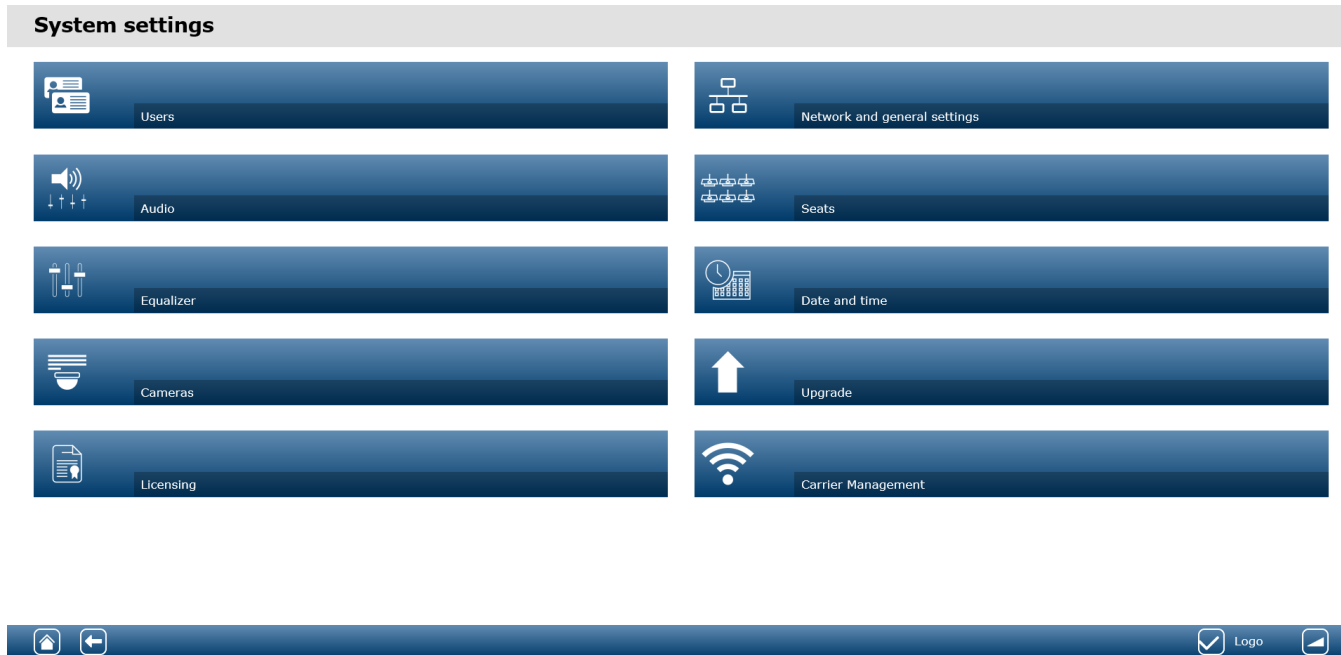 System settings
Users
Network and general settings
Audio
Seats
Equalizer
Date and time
Cameras
Upgrade
Licensing
Carrier Management
Logo